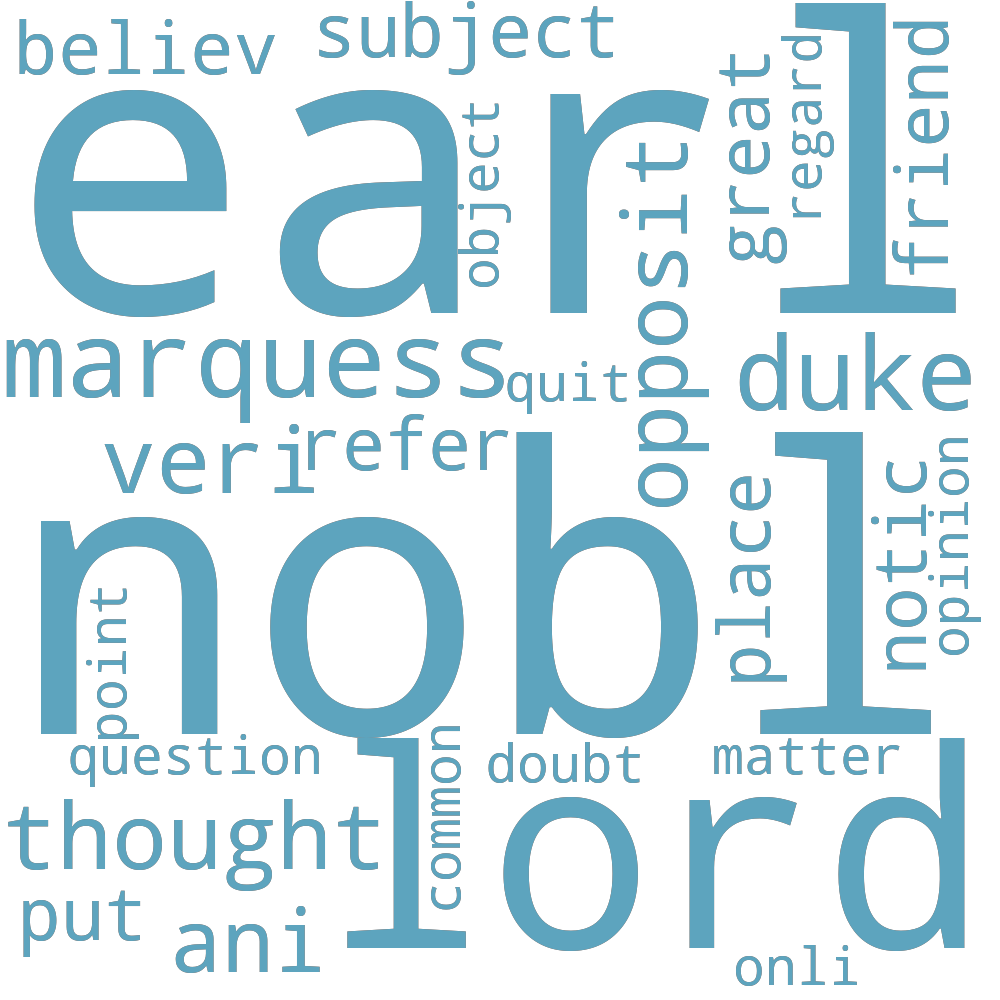 believ
subject
earl
object
opposit
great
regard
friend
marquess
quit
duke
veri
refer
nobl
point
place
notic
opinion
question
common
doubt
matter
thought
lord
put
ani
onli